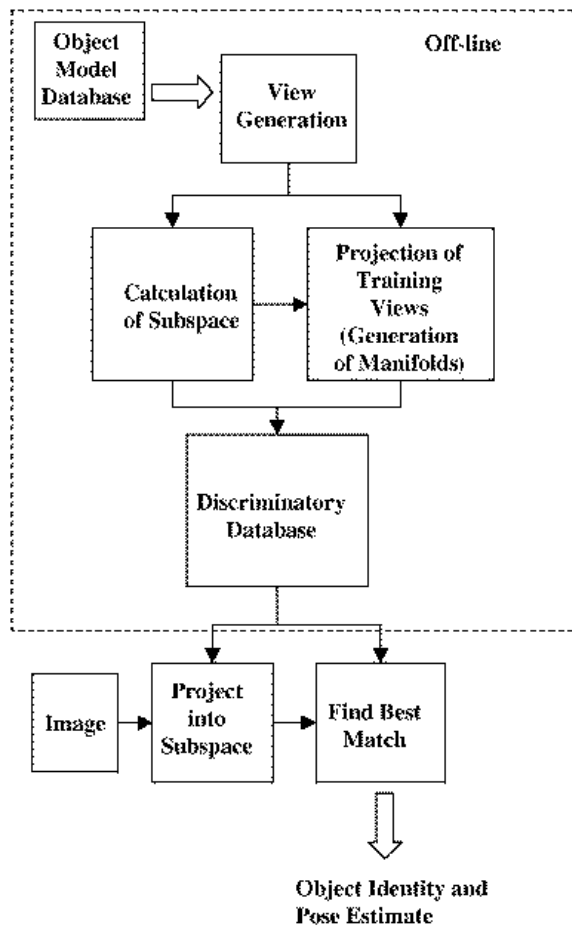 Object
Model
Database
Off-line
View
Generation
Calculation
of Subspace
Projection of
Training
Views
(Generation
of Manifolds)
Discriminatory
Database
Image
Project
into
Subspace
Find Best
Match
Object Identity and
Pose Estimate